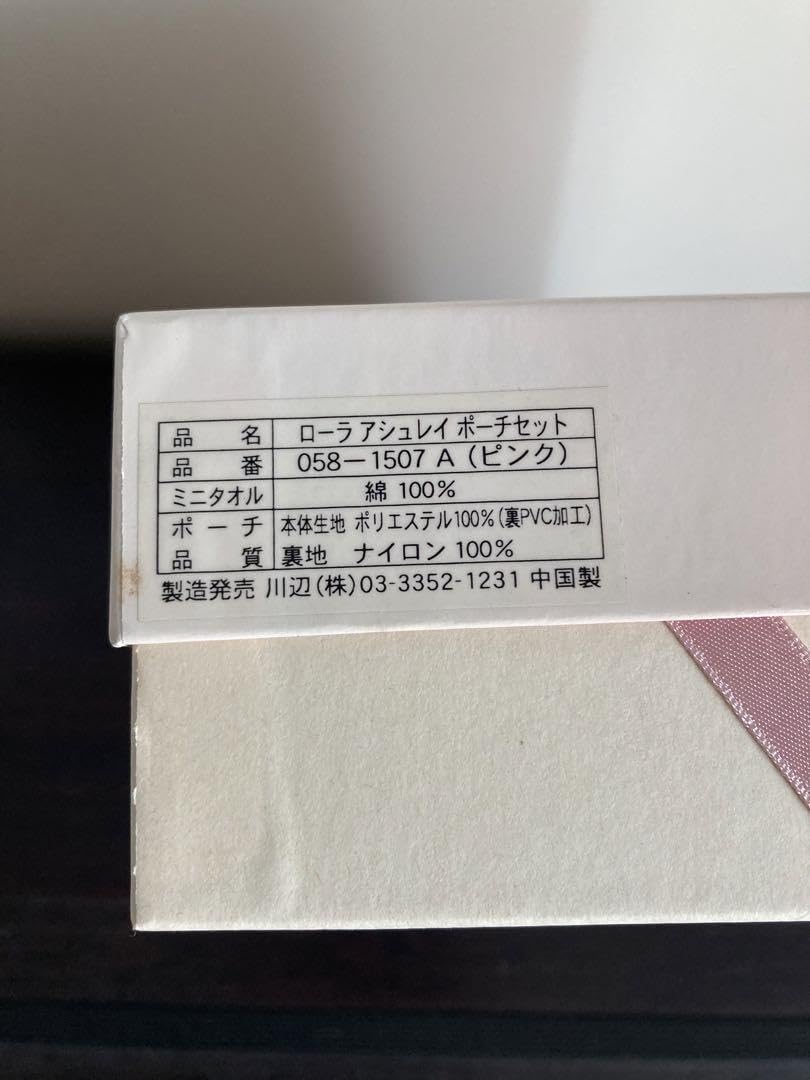 品名 ローラ アシュレイ ポーチセット
品番 058－1507 A（ピンク）
ミニタオル 綿 100%
ポーチ 本体生地 ポリエステル100%（裏PVC加工）
品質 裏地 ナイロン 100%
製造発売 川辺（株）03-3352-1231 中国製